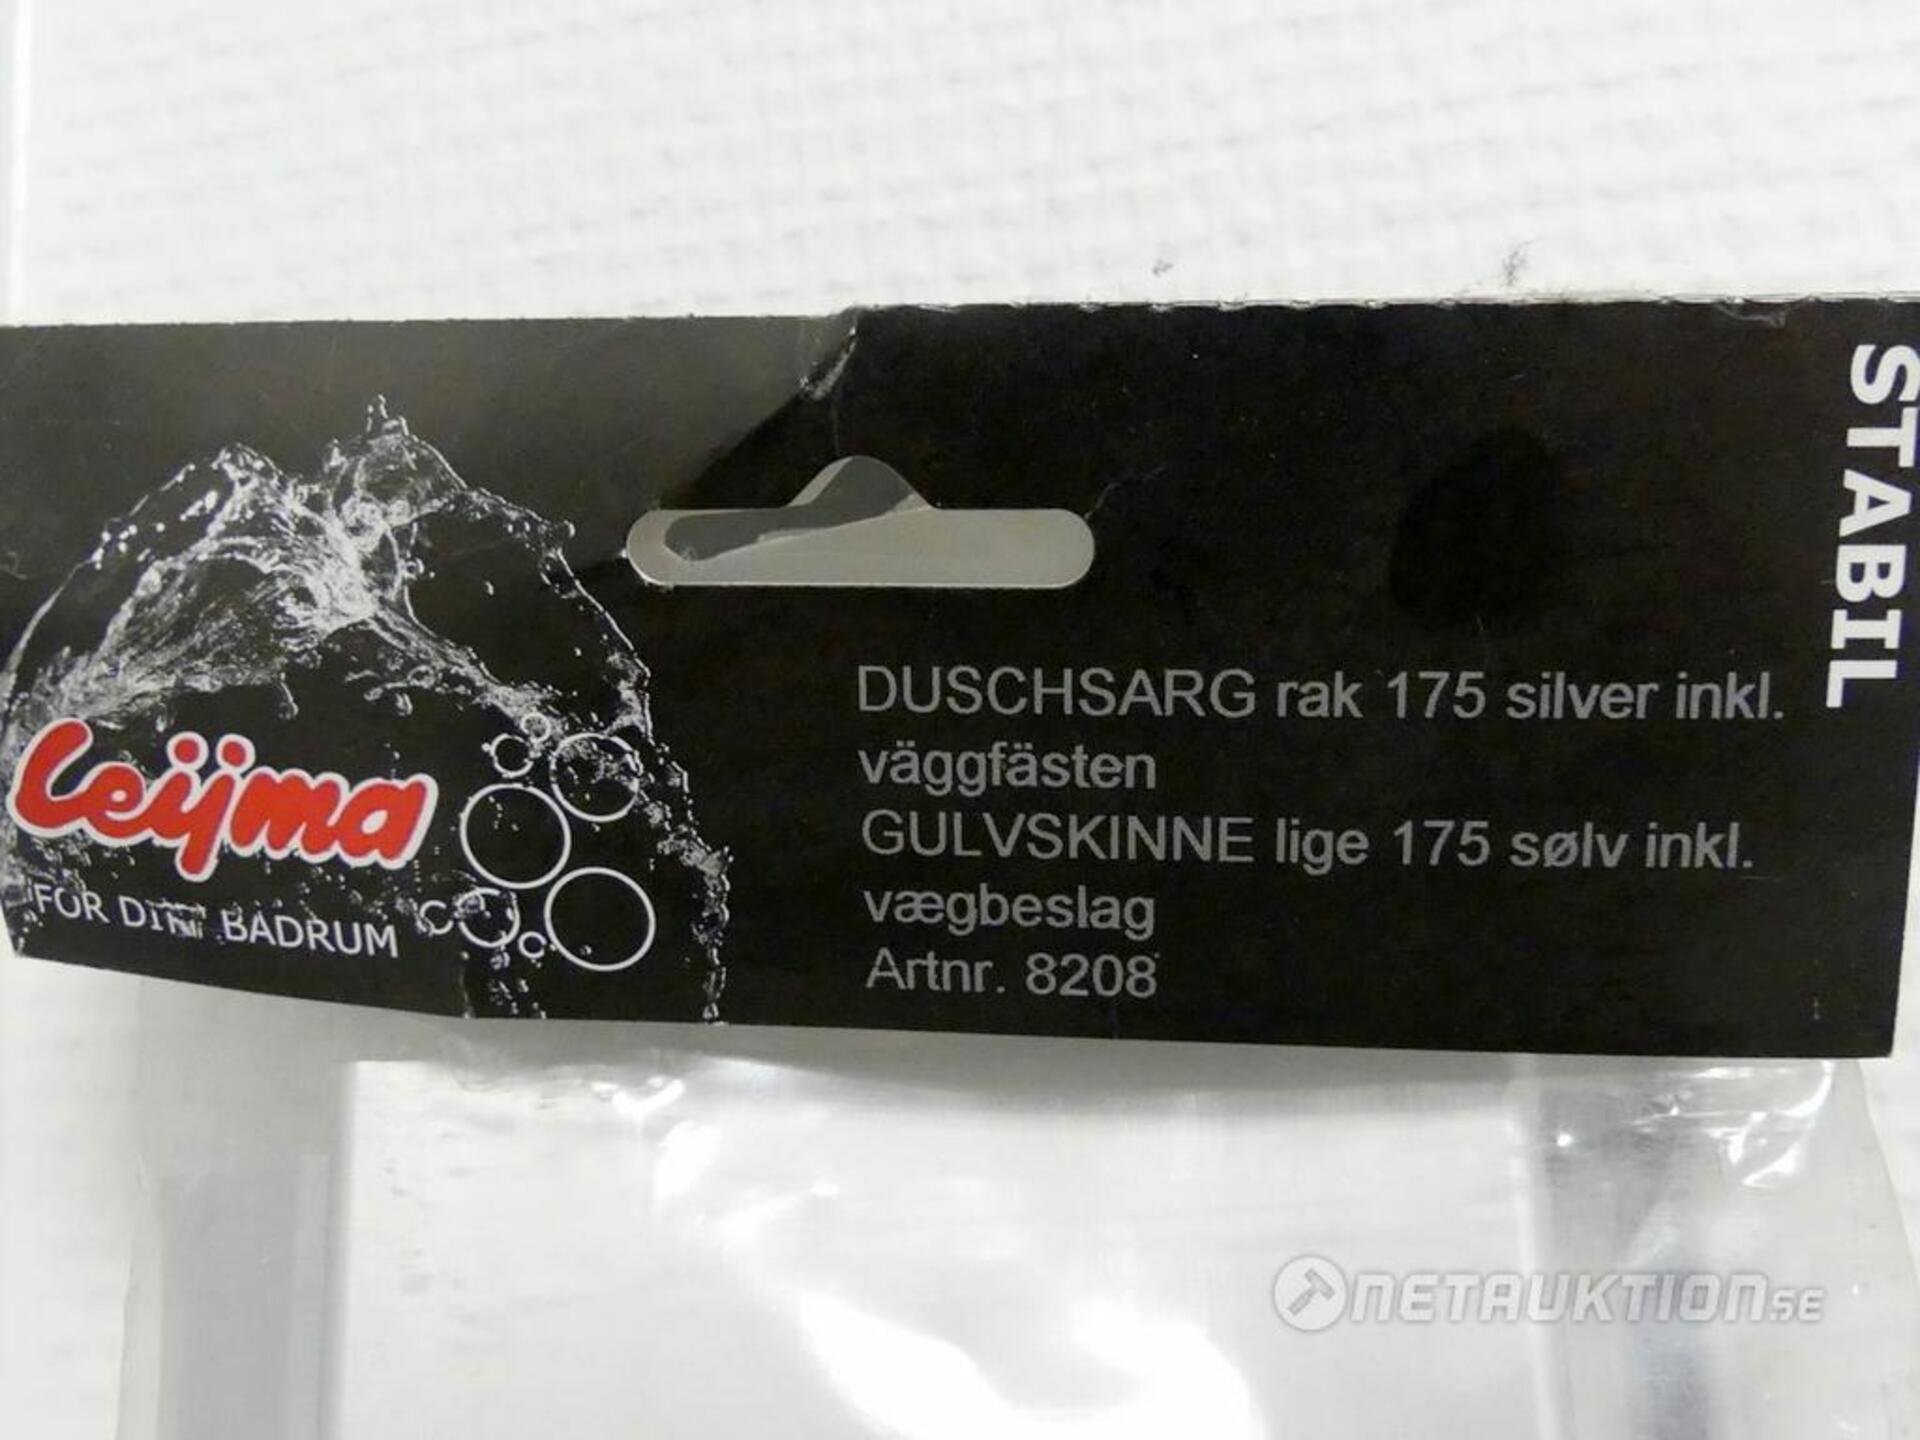 STABIL
DUSCHSARG rak 175 silver inkl.
väggfästen
GULVSKINNE lige 175 sølv inkl.
vægbeslag
Artnr. 8208
Leijma
FÖR DITT BADRUM
NETAUKTION.SE